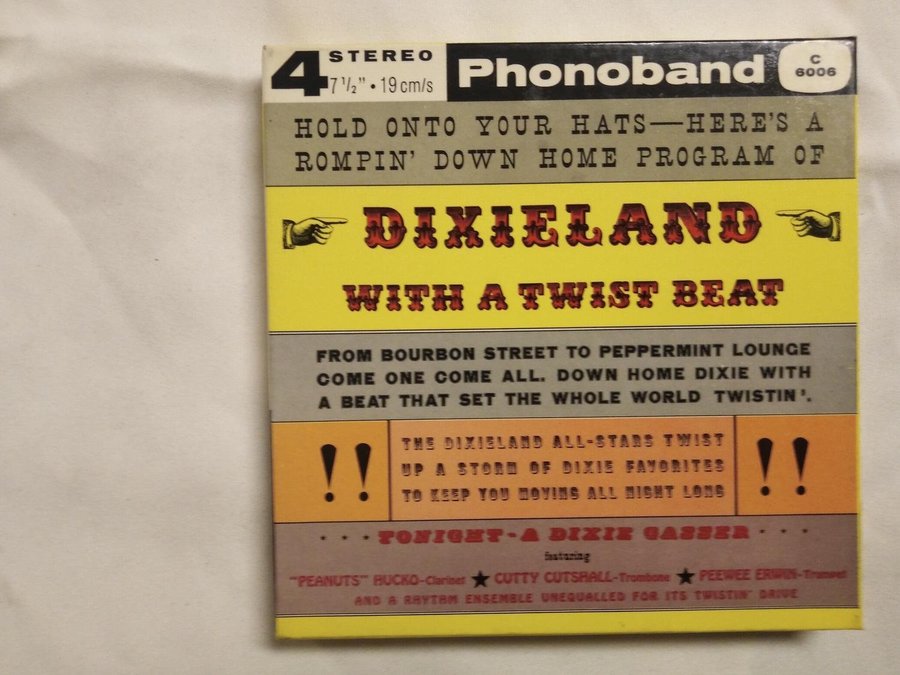 4 STEREO
7 1/2" • 19 cm/s
Phonoband
C
6006
HOLD ONTO YOUR HATS—HERE'S A
ROMPIN' DOWN HOME PROGRAM OF
DIXIELAND
WITH A TWIST BEAT
FROM BOURBON STREET TO PEPPERMINT LOUNGE
COME ONE COME ALL. DOWN HOME DIXIE WITH
A BEAT THAT SET THE WHOLE WORLD TWISTIN'.
!! THE DIXIELAND ALL-STARS TWIST !!
UP A STORM OF DIXIE FAVORITES
TO KEEP YOU MOVING ALL NIGHT LONG
• • • TONIGHT-A DIXIE GASSER • • •
featuring
"PEANUTS" HUCKO-Clarinet ★ CUTTY CUTSHALL-Trombone ★ PEEWEE ERWIN-Trumpet
AND A RHYTHM ENSEMBLE UNEQUALLED FOR ITS TWISTIN' DRIVE